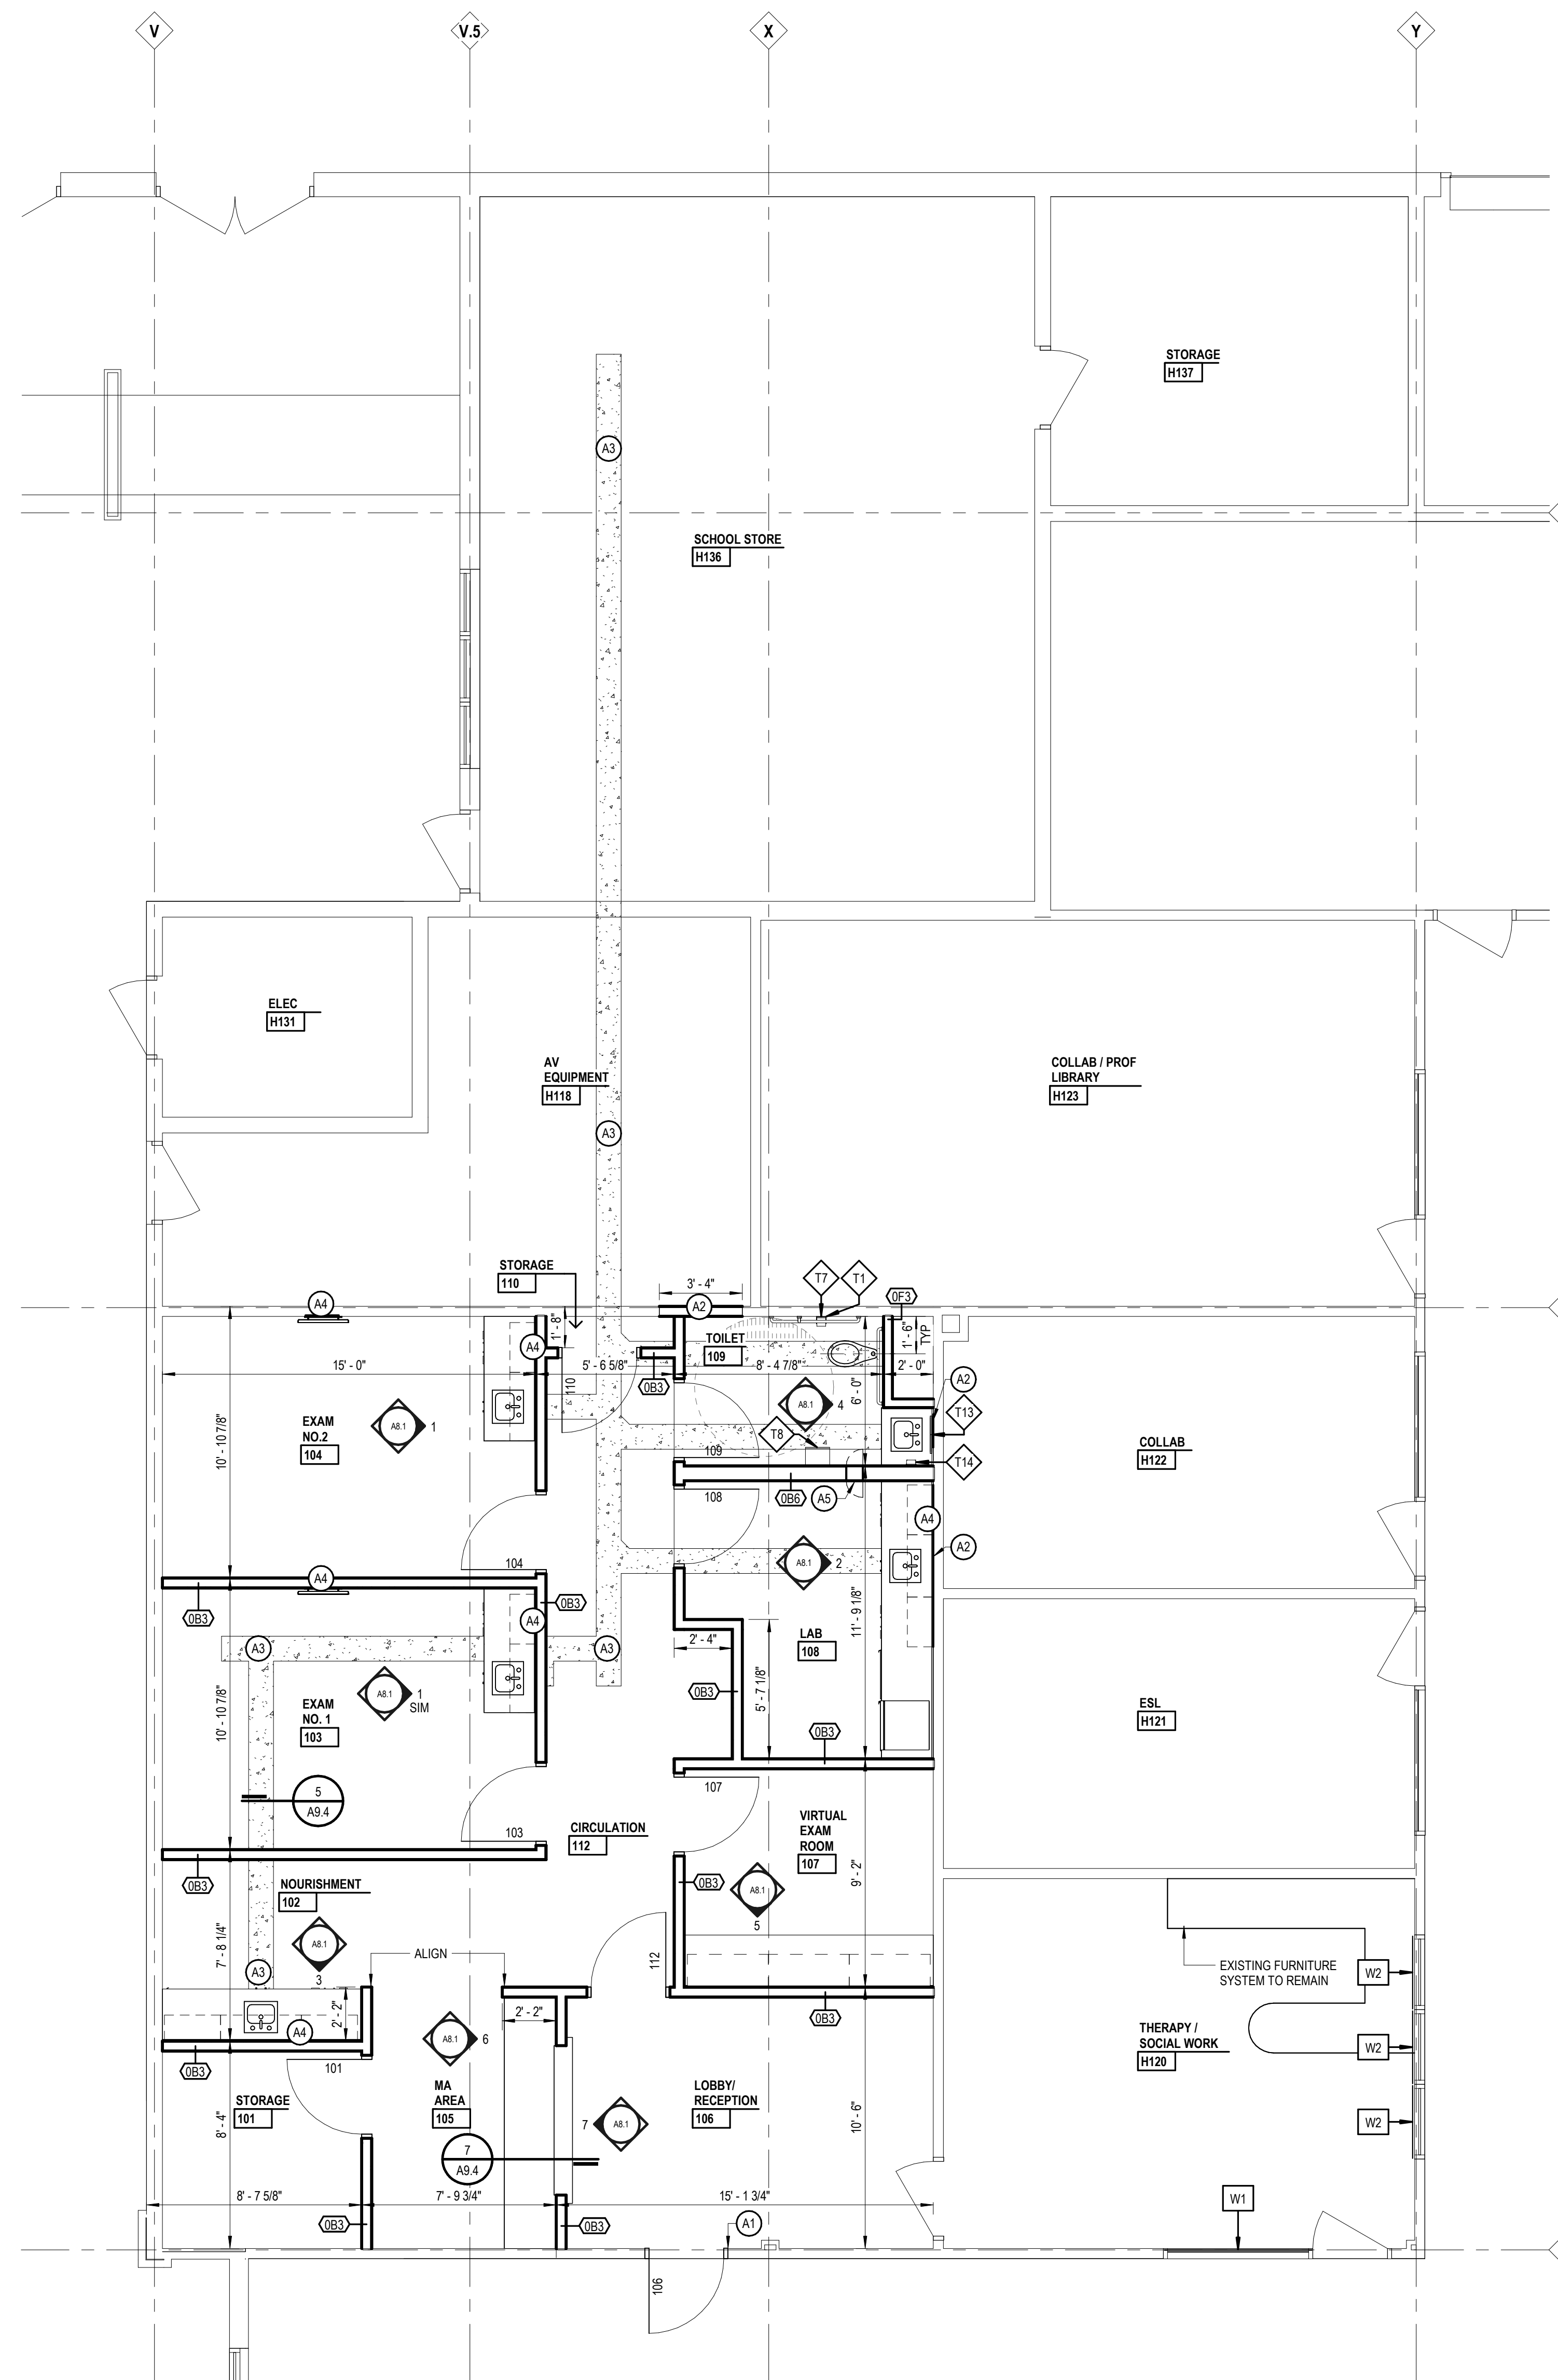 V
V.5
X
Y
STORAGE
H137
A3
SCHOOL STORE
H136
ELEC
H131
AV
EQUIPMENT
H118
COLLAB / PROF
LIBRARY
H123
A3
STORAGE
110
3' - 4"
T7
T1
0F3
A4
A2
1' - 8"
TOILET
109
1' - 6"
TYP
A4
15' - 0"
5' - 6 5/8"
8' - 4 7/8"
2' - 0"
0B3
110
6' - 0"
A2
EXAM
NO.2
104
A8.1
1
A8.1
4
T13
T8
COLLAB
H122
10' - 10 7/8"
109
T14
108
0B6
A5
A4
A2
104
A8.1
2
A4
0B3
0B3
A4
11' - 9 1/8"
LAB
108
2' - 4"
A3
A3
5' - 7 1/8"
0B3
A8.1
1
SIM
EXAM
NO. 1
103
10' - 10 7/8"
ESL
H121
0B3
107
5
A9.4
VIRTUAL
EXAM
ROOM
107
103
CIRCULATION
112
0B3
NOURISHMENT
102
0B3
A8.1
5
9' - 2"
7' - 8 1/4"
A8.1
3
ALIGN
112
A3
EXISTING FURNITURE
SYSTEM TO REMAIN
W2
2' - 2"
2' - 2"
0B3
A4
A8.1
6
THERAPY /
SOCIAL WORK
H120
W2
0B3
101
MA
AREA
105
LOBBY/
RECEPTION
106
STORAGE
101
8' - 4"
7
A8.1
10' - 6"
W2
7
A9.4
8' - 7 5/8"
7' - 9 3/4"
15' - 1 3/4"
W1
0B3
0B3
A1
106